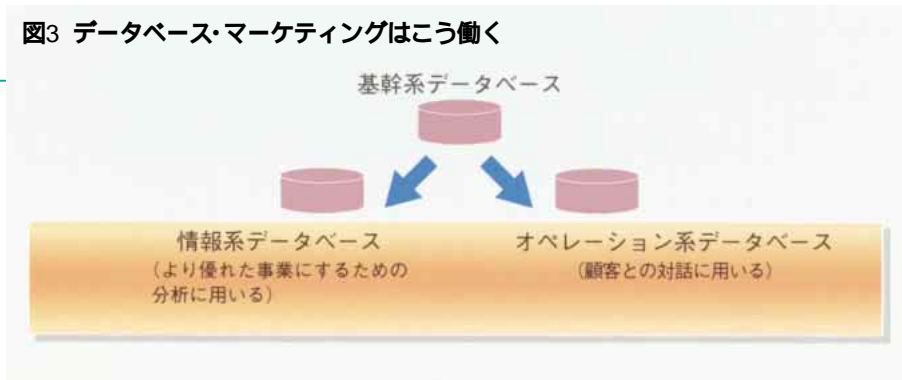 図3 データベース・マーケティングはこう働く
基幹系データベース
情報系データベース
（より優れた事業にするための
分析に用いる）
オペレーション系データベース
（顧客との対話に用いる）